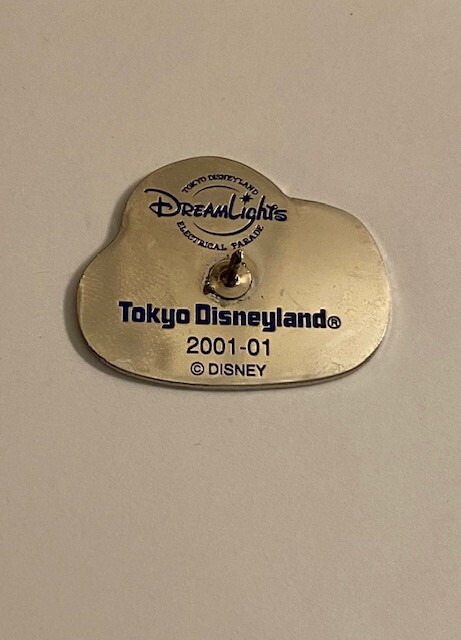 TOKYO DISNEYLAND
DREAMLights
ELECTRICAL PARADE
Tokyo Disneyland®
2001-01
© DISNEY